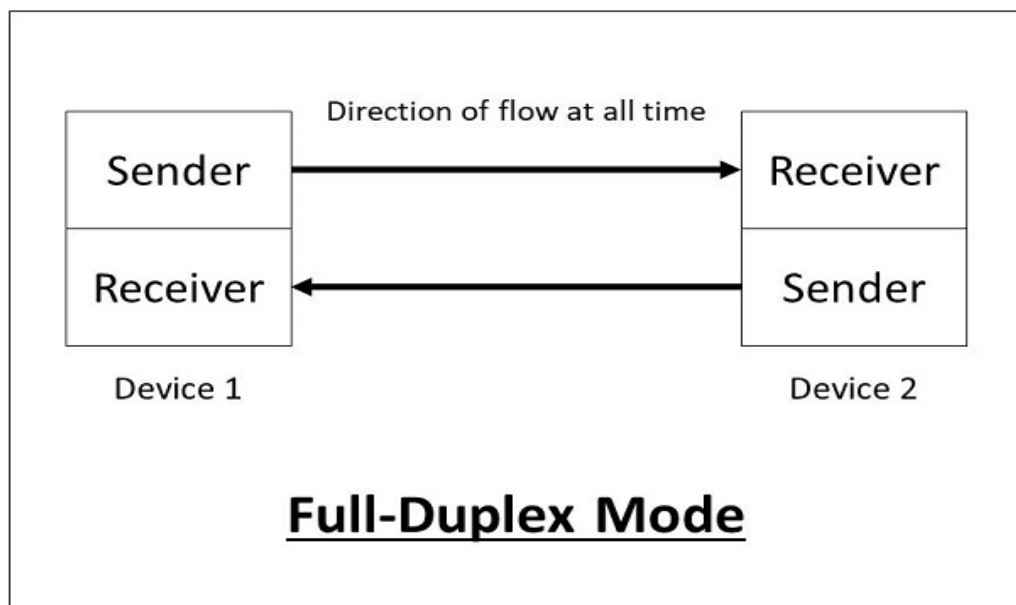 Direction of flow at all time
Sender
Receiver
Receiver
Sender
Device 1
Device 2
Full-Duplex Mode